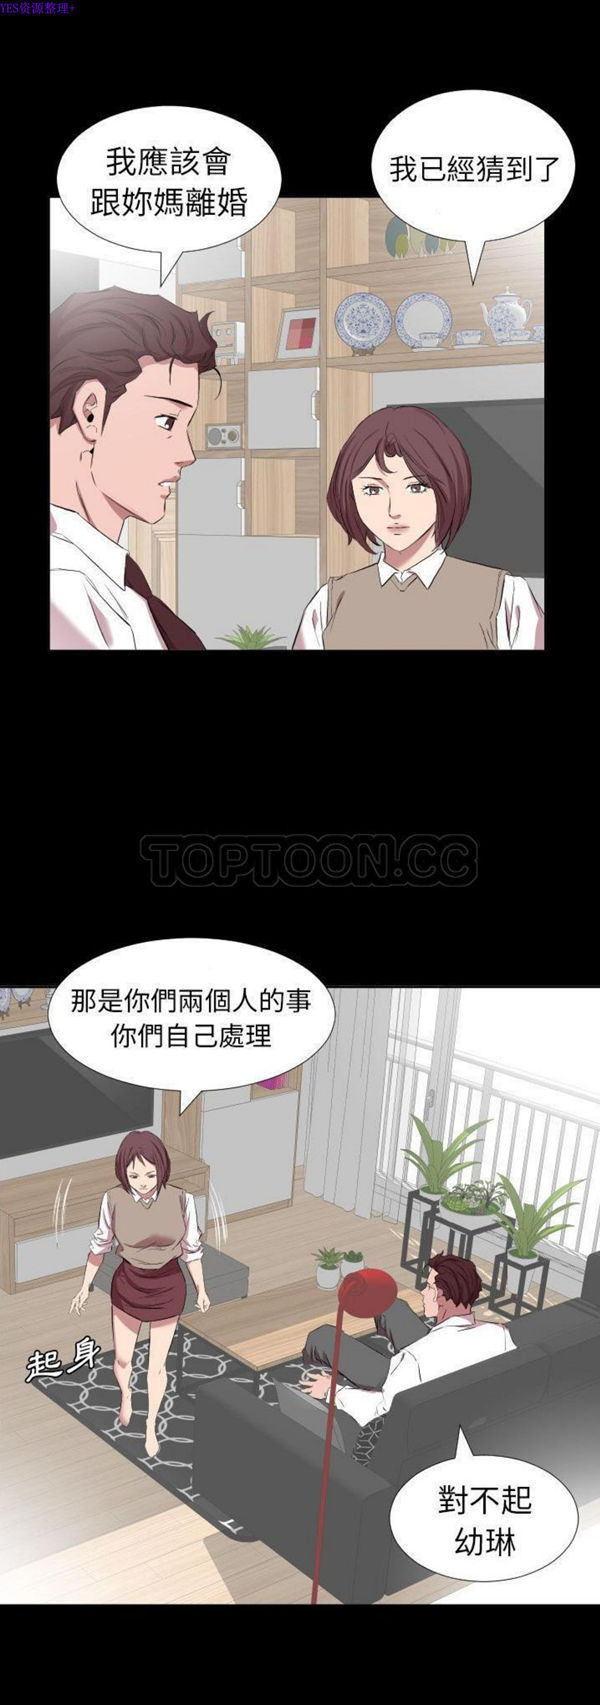 YES资源整理+
我應該會
跟妳媽離婚
我已經猜到了
TOPTOON.CC
那是你們兩個人的事
你們自己處理
起身
對不起
幼琳